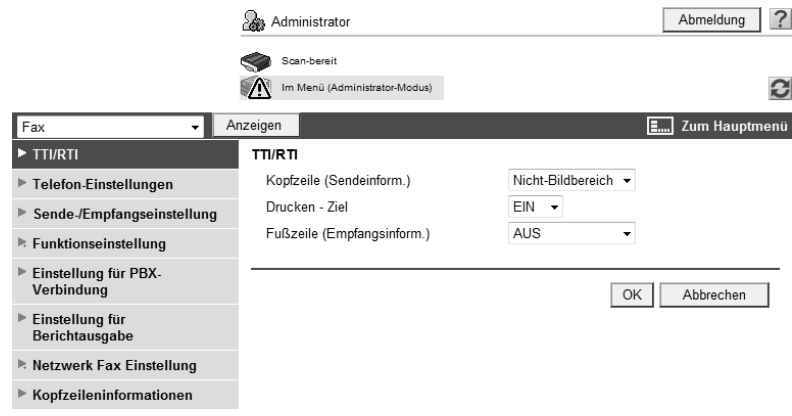 Administrator
Abmeldung
?
Scan-bereit
Im Menü (Administrator-Modus)
Fax
Anzeigen
Zum Hauptmenü
TTI/RTI
Telefon-Einstellungen
Sende-/Empfangseinstellung
Funktionseinstellung
Einstellung für PBX-
Verbindung
Einstellung für
Berichtausgabe
Netzwerk Fax Einstellung
Kopfzeileninformationen
TTI/RTI
Kopfzeile (Sendeinform.) Nicht-Bildbereich
Drucken - Ziel EIN
Fußzeile (Empfangsinform.) AUS
OK Abbrechen